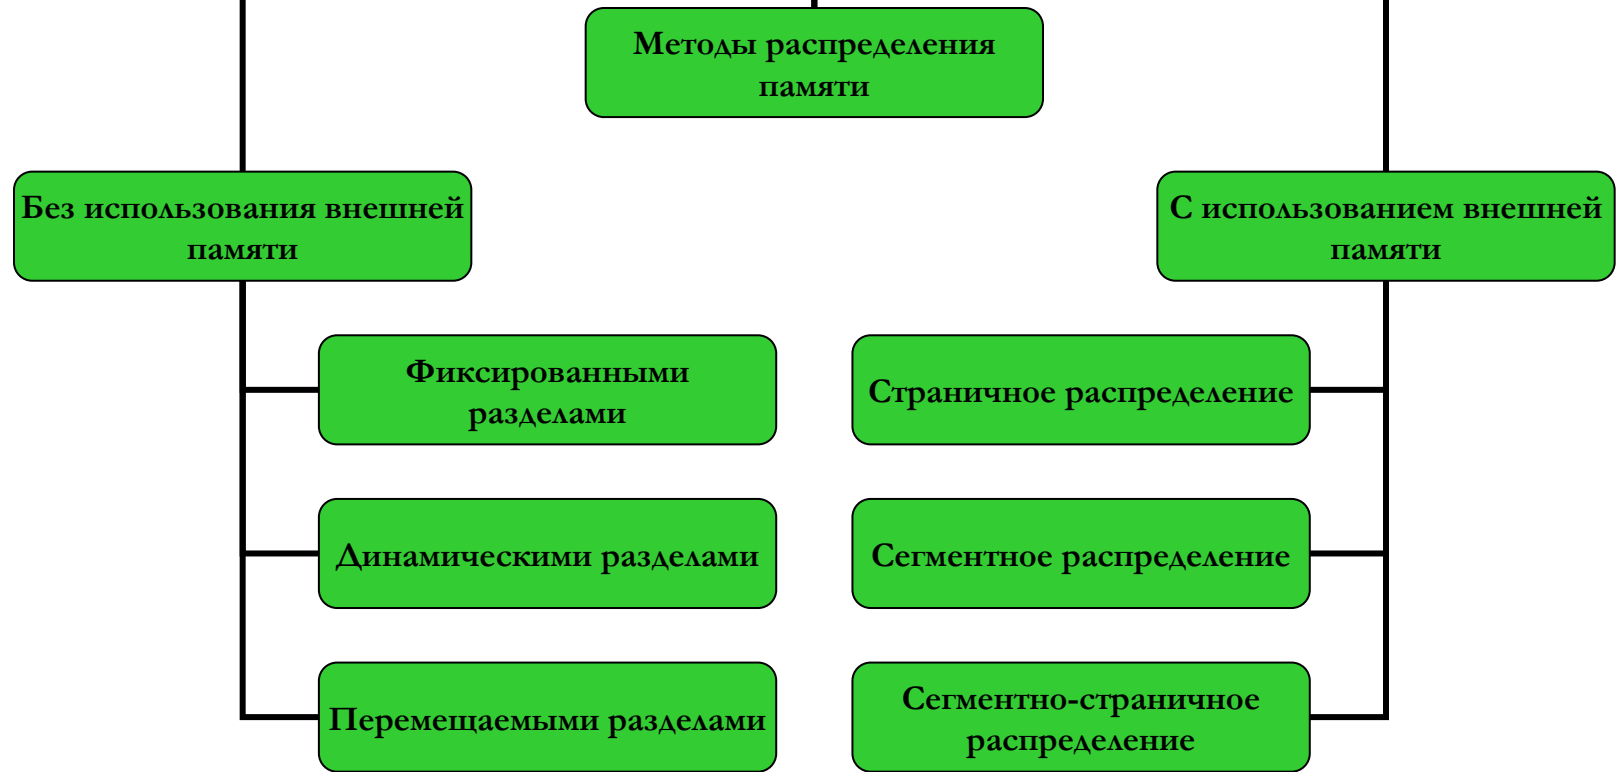 Методы распределения
памяти
Без использования внешней
памяти
С использованием внешней
памяти
Фиксированными
разделами
Страничное распределение
Динамическими разделами
Сегментное распределение
Перемещаемыми разделами
Сегментно-страничное
распределение